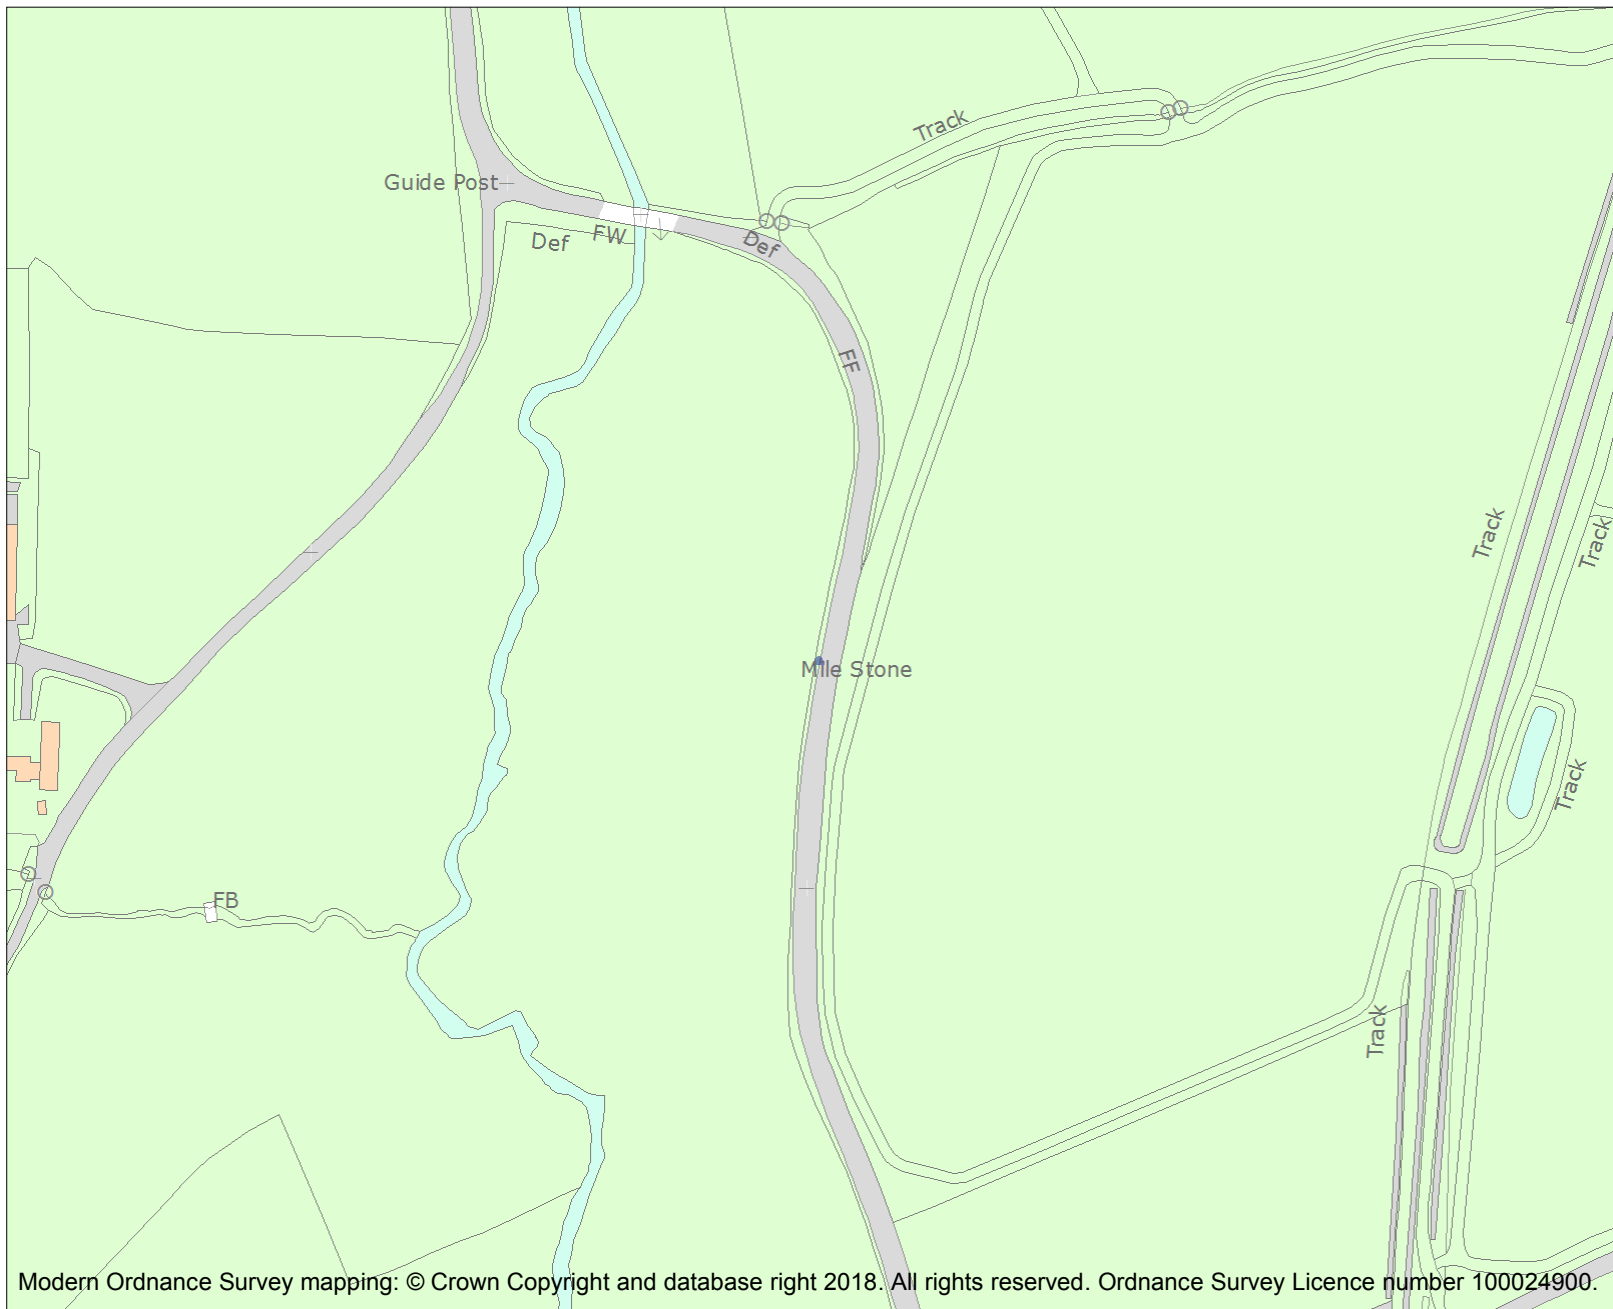 Track
Guide Post
Def
FW
Def
FF
Track
Track
Mile Stone
Track
FB
Track
Modern Ordnance Survey mapping: © Crown Copyright and database right 2018. All rights reserved. Ordnance Survey Licence number 100024900.